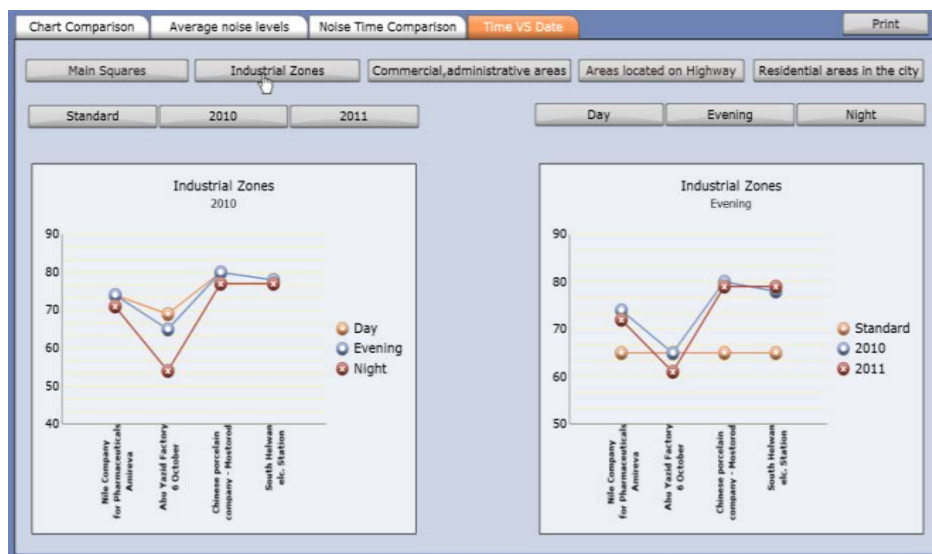 Chart Comparison
Average noise levels
Noise Time Comparison
Time VS Date
Print
Main Squares
Industrial Zones
Commercial,administrative areas
Areas located on Highway
Residential areas in the city
Standard
2010
2011
Day
Evening
Night
Industrial Zones
2010
90
80
70
60
50
40
Day
Evening
Night
Nile Company
for Pharmaceuticals
Amireva
Abu Yazid Factory
6 October
Chinese porcelain
company - Mostorod
South Helwan
elc. Station
Industrial Zones
Evening
90
80
70
60
50
Standard
2010
2011
Nile Company
for Pharmaceuticals
Amireva
Abu Yazid Factory
6 October
Chinese porcelain
company - Mostorod
South Helwan
elc. Station